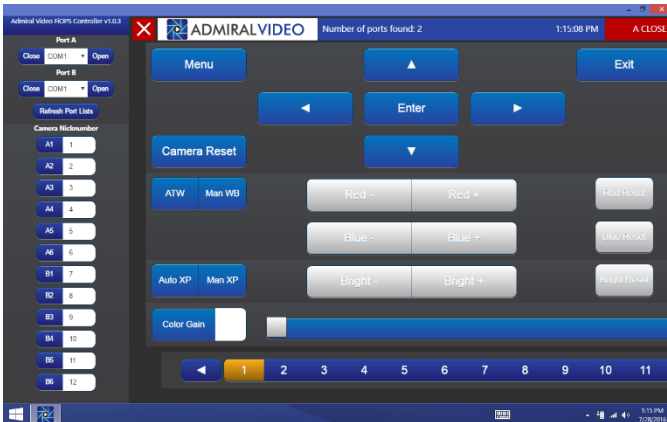 Admiral Video HOPS Controller v1.0.3
Port A
Close COM1 Open
Port B
Close COM1 Open
Refresh Port Lists
Camera Nicknumber
A1 1
A2 2
A3 3
A4 4
A5 5
A6 6
B1 7
B2 8
B3 9
B4 10
B5 11
B6 12
ADMIRALVIDEO Number of ports found: 2 1:15:08 PM A CLOSE
Menu Exit
Enter
Camera Reset
ATW Man WB Red - Red + Red Reset
Blue - Blue + Blue Reset
Auto XP Man XP Bright - Bright + Bright Reset
Color Gain
1 2 3 4 5 6 7 8 9 10 11
1:15 PM
7/28/2016